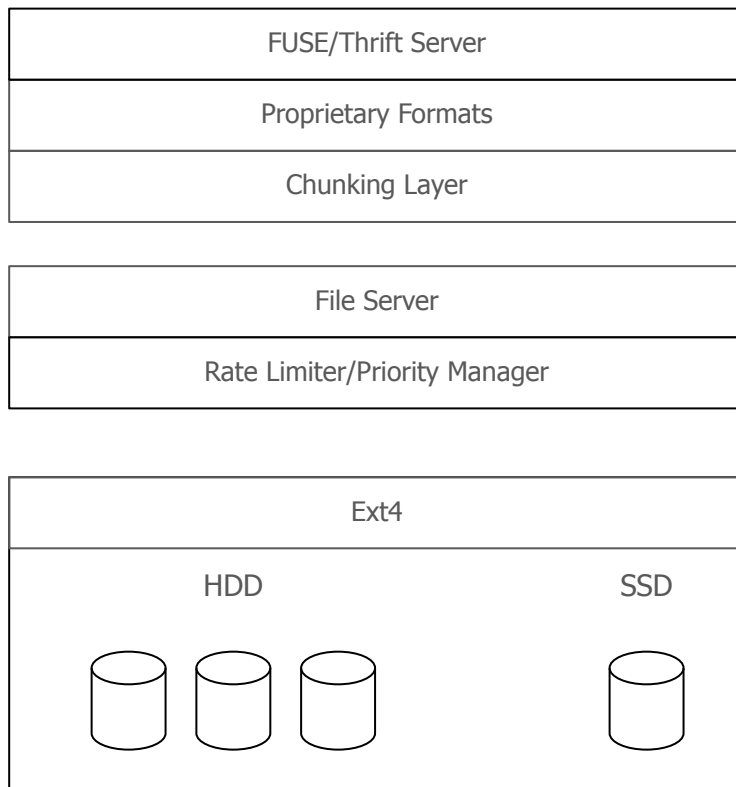 FUSE/Thrift Server
Proprietary Formats
Chunking Layer
File Server
Rate Limiter/Priority Manager
Ext4
HDD SSD